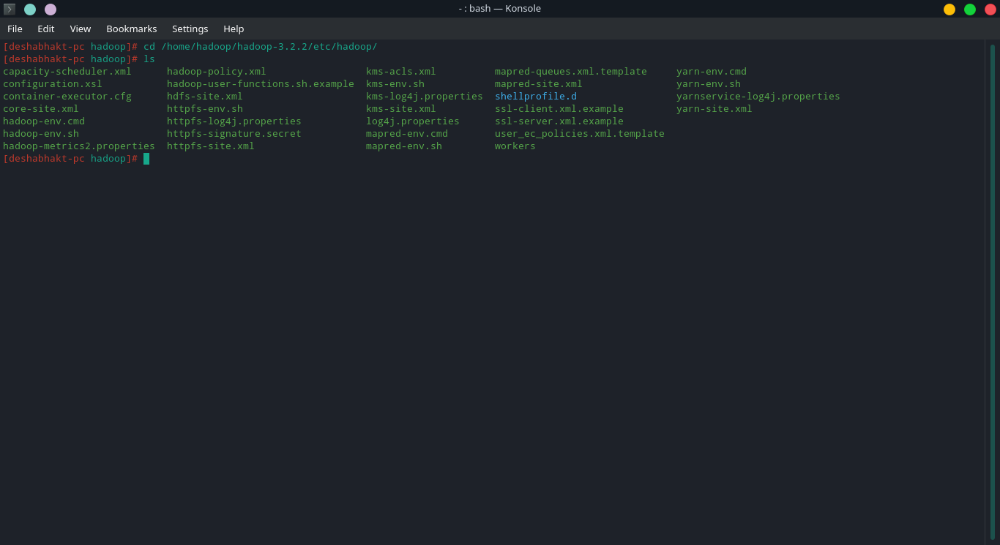 - : bash — Konsole
File Edit View Bookmarks Settings Help
[deshabhakt-pc hadoop]# cd /home/hadoop/hadoop-3.2.2/etc/hadoop/
[deshabhakt-pc hadoop]# ls
capacity-scheduler.xml hadoop-policy.xml kms-acls.xml mapred-queues.xml.template yarn-env.cmd
configuration.xsl hadoop-user-functions.sh.example kms-env.sh mapred-site.xml yarn-env.sh
container-executor.cfg hdfs-site.xml kms-log4j.properties shellprofile.d yarnservice-log4j.properties
core-site.xml httpfs-env.sh kms-site.xml ssl-client.xml.example yarn-site.xml
hadoop-env.cmd httpfs-log4j.properties log4j.properties ssl-server.xml.example
hadoop-env.sh httpfs-signature.secret mapred-env.cmd user_ec_policies.xml.template
hadoop-metrics2.properties httpfs-site.xml mapred-env.sh workers
[deshabhakt-pc hadoop]#